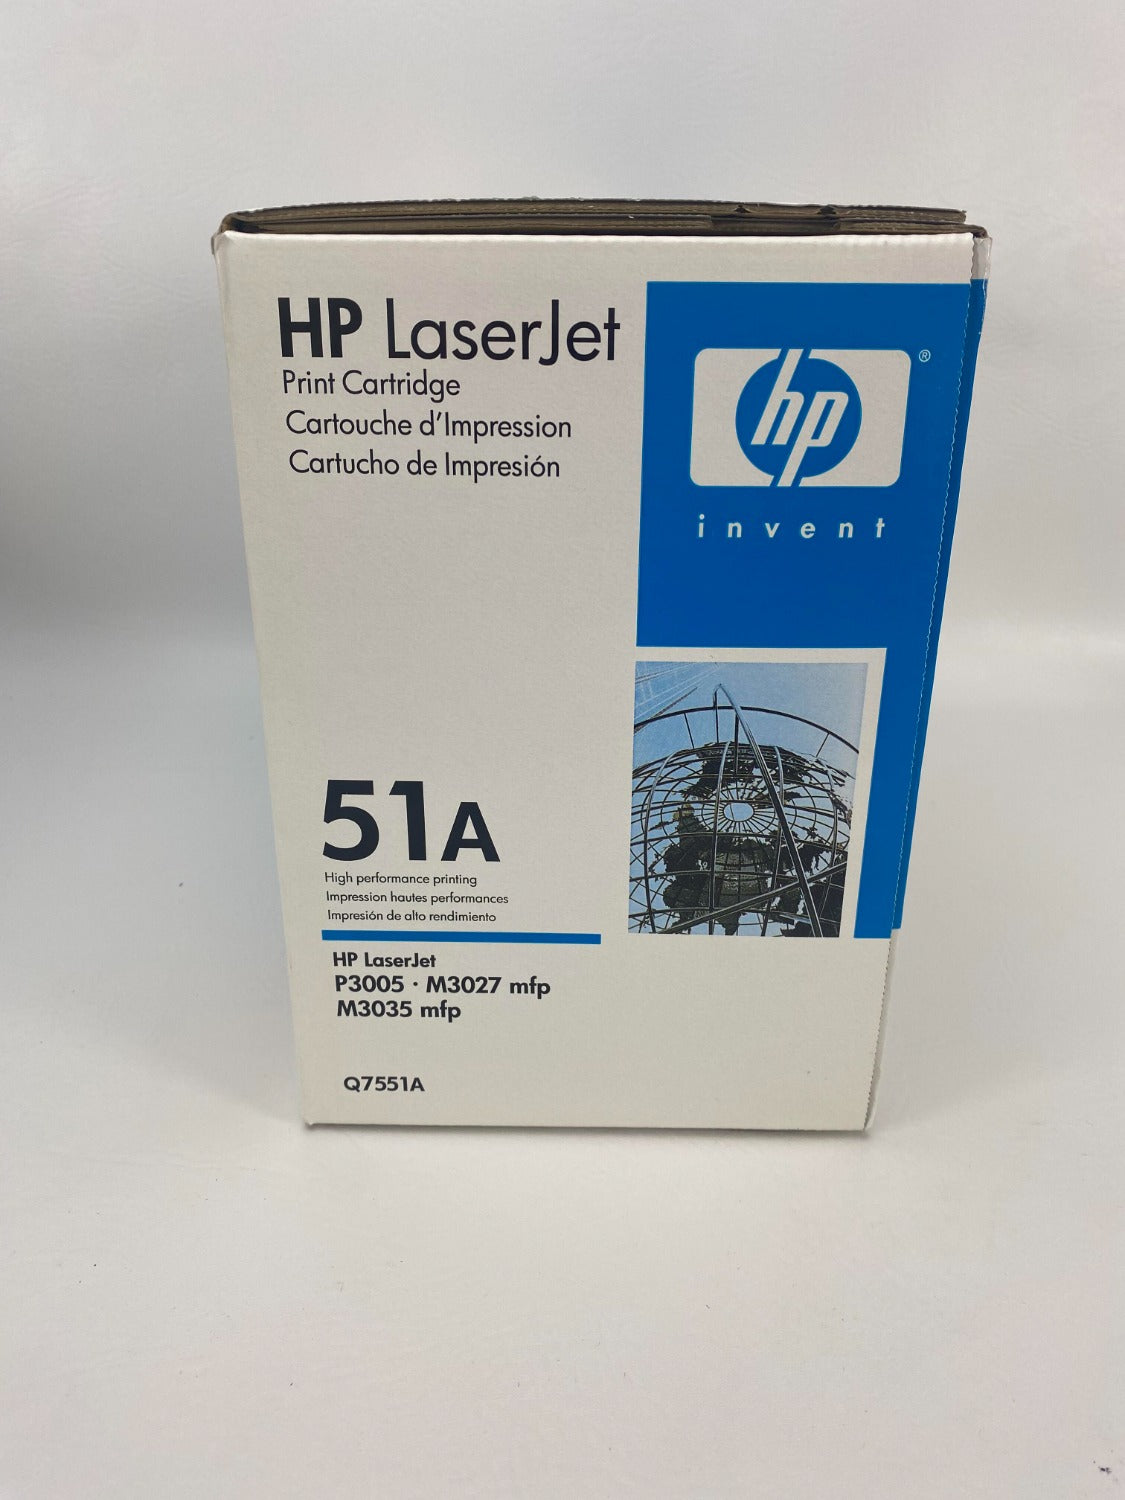 HP LaserJet
Print Cartridge
Cartouche d'Impression
Cartucho de Impresión
hp®
invent
51A
High performance printing
Impression hautes performances
Impresión de alto rendimiento
HP LaserJet
P3005 · M3027 mfp
M3035 mfp
Q7551A